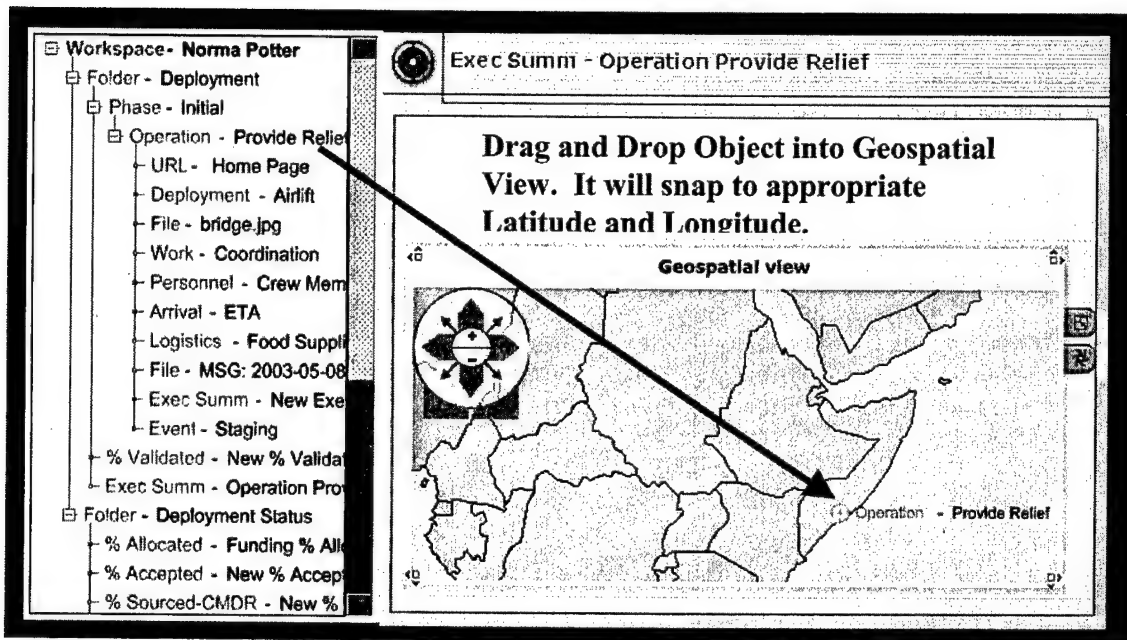 Workspace- Norma Potter
Folder - Deployment
Phase - Initial
Operation - Provide Relief
URL - Home Page
Deployment - Airlift
File - bridge.jpg
Work - Coordination
Personnel - Crew Mem
Arrival - ETA
Logistics - Food Suppli
File - MSG: 2003-05-08
Exec Summ - New Exe
Event - Staging
% Validated - New % Valida
Exec Summ - Operation Pro
Folder - Deployment Status
% Allocated - Funding % All
% Accepted - New % Accep
% Sourced-CMDR - New %
Exec Summ - Operation Provide Relief
Drag and Drop Object into Geospatial
View. It will snap to appropriate
Latitude and Longitude.
Geospatial view
Operation - Provide Relief